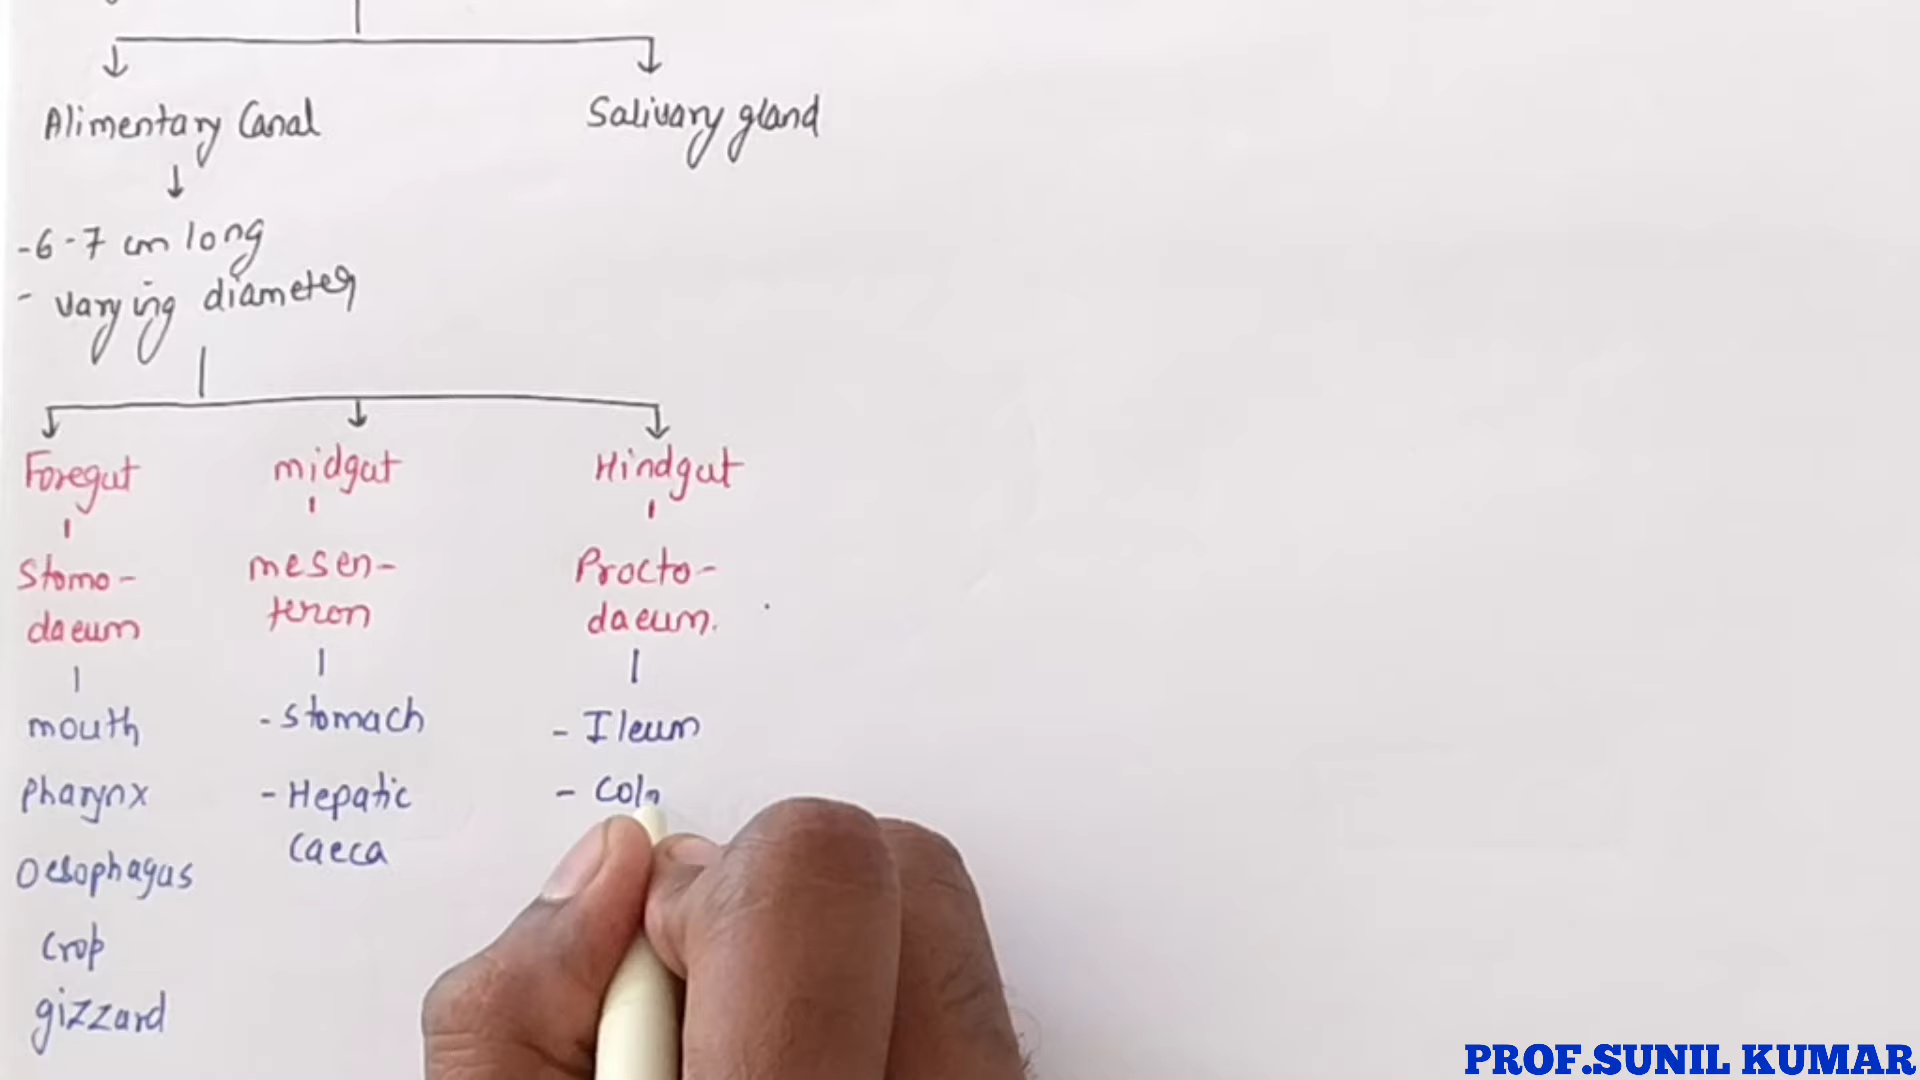 Alimentary Canal
Salivary gland
-6-7 cm long
- varying diameter
Foregut
midgut
Hindgut
Stomo-
daeum
mesen-
teron
Procto-
daeum.
mouth
Pharynx
Oesophagus
Crop
gizzard
- stomach
- Hepatic
Caeca
- Ileum
- Colo
PROF.SUNIL KUMAR